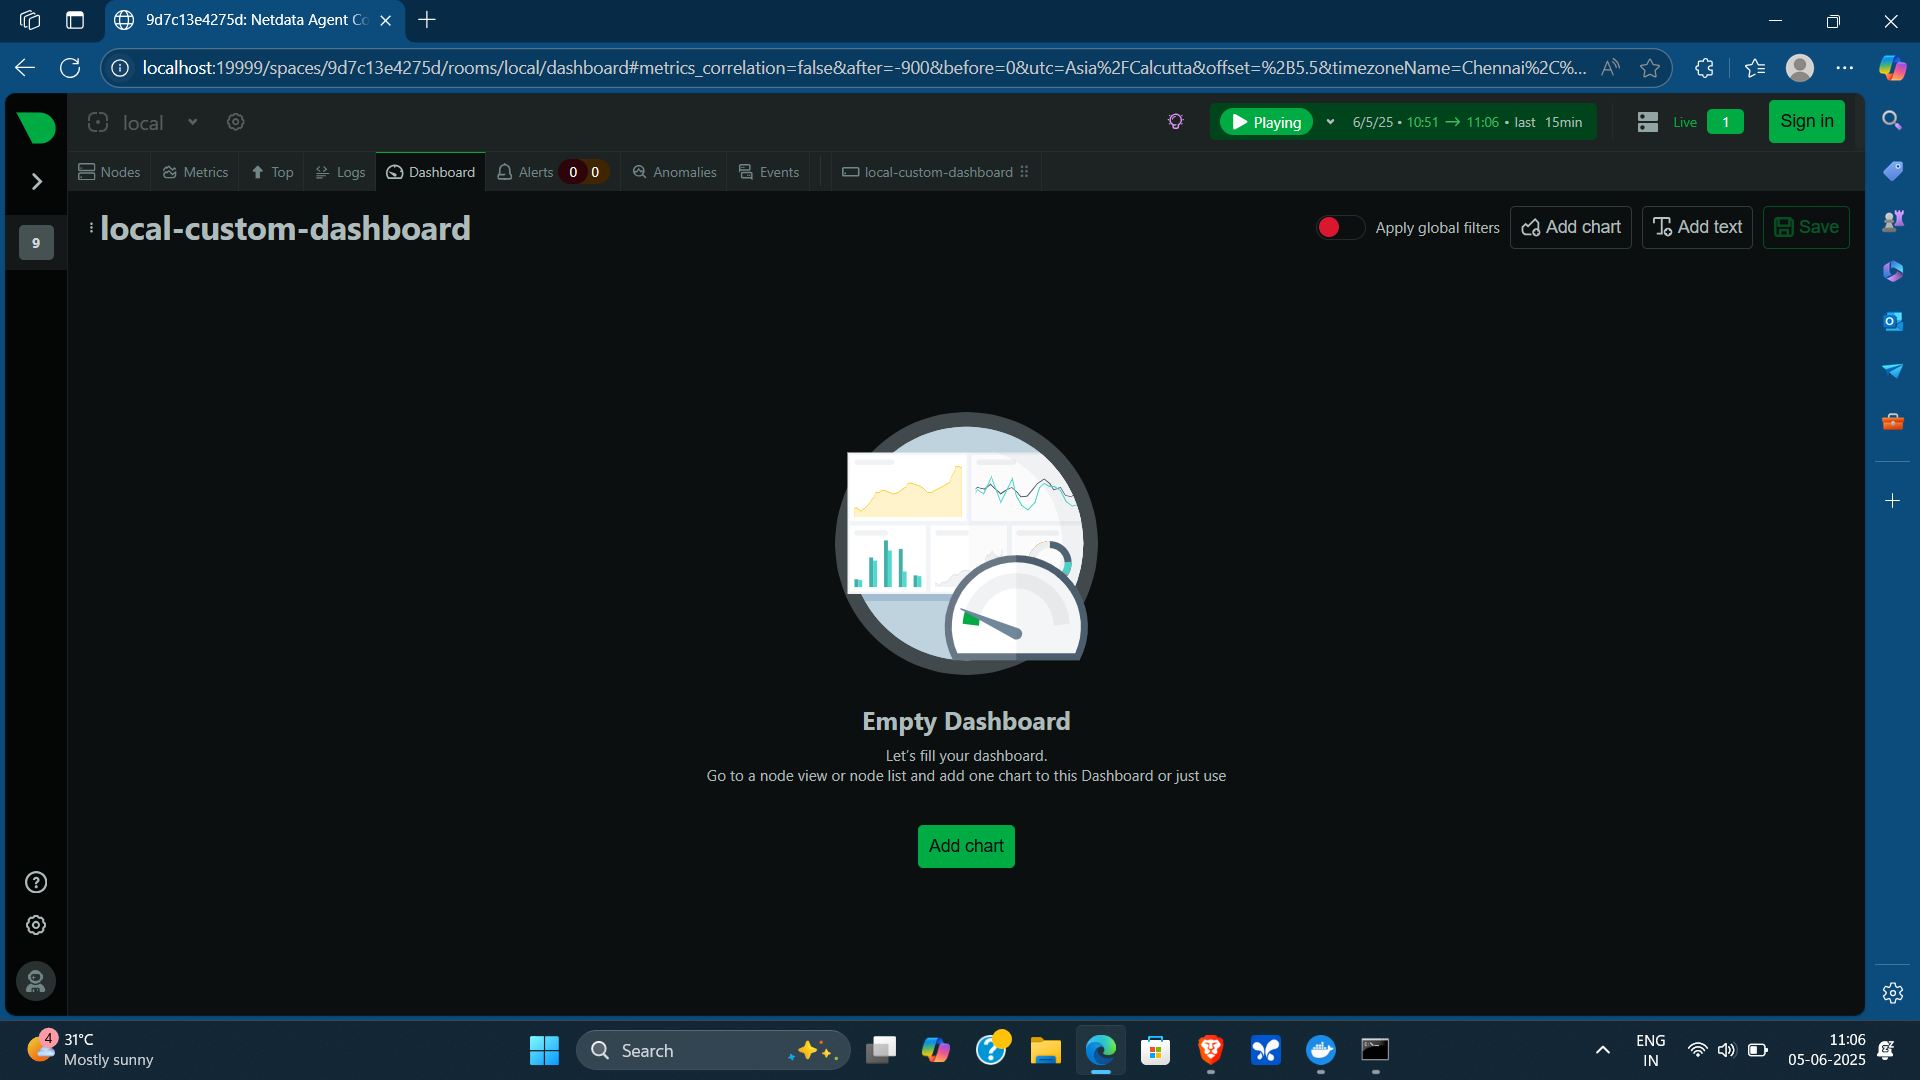 9d7c13e4275d: Netdata Agent Co
localhost:19999/spaces/9d7c13e4275d/rooms/local/dashboard#metrics_correlation=false&after=-900&before=0&utc=Asia%2FCalcutta&offset=%2B5.5&timezoneName=Chennai%2C%...
local
Playing
6/5/25 • 10:51 → 11:06 • last 15min
Live 1
Sign in
Nodes
Metrics
Top
Logs
Dashboard
Alerts 0 0
Anomalies
Events
local-custom-dashboard
9
local-custom-dashboard
Apply global filters
Add chart
Add text
Save
Empty Dashboard
Let's fill your dashboard.
Go to a node view or node list and add one chart to this Dashboard or just use
Add chart
4
31°C
Mostly sunny
Search
ENG
IN
11:06
05-06-2025